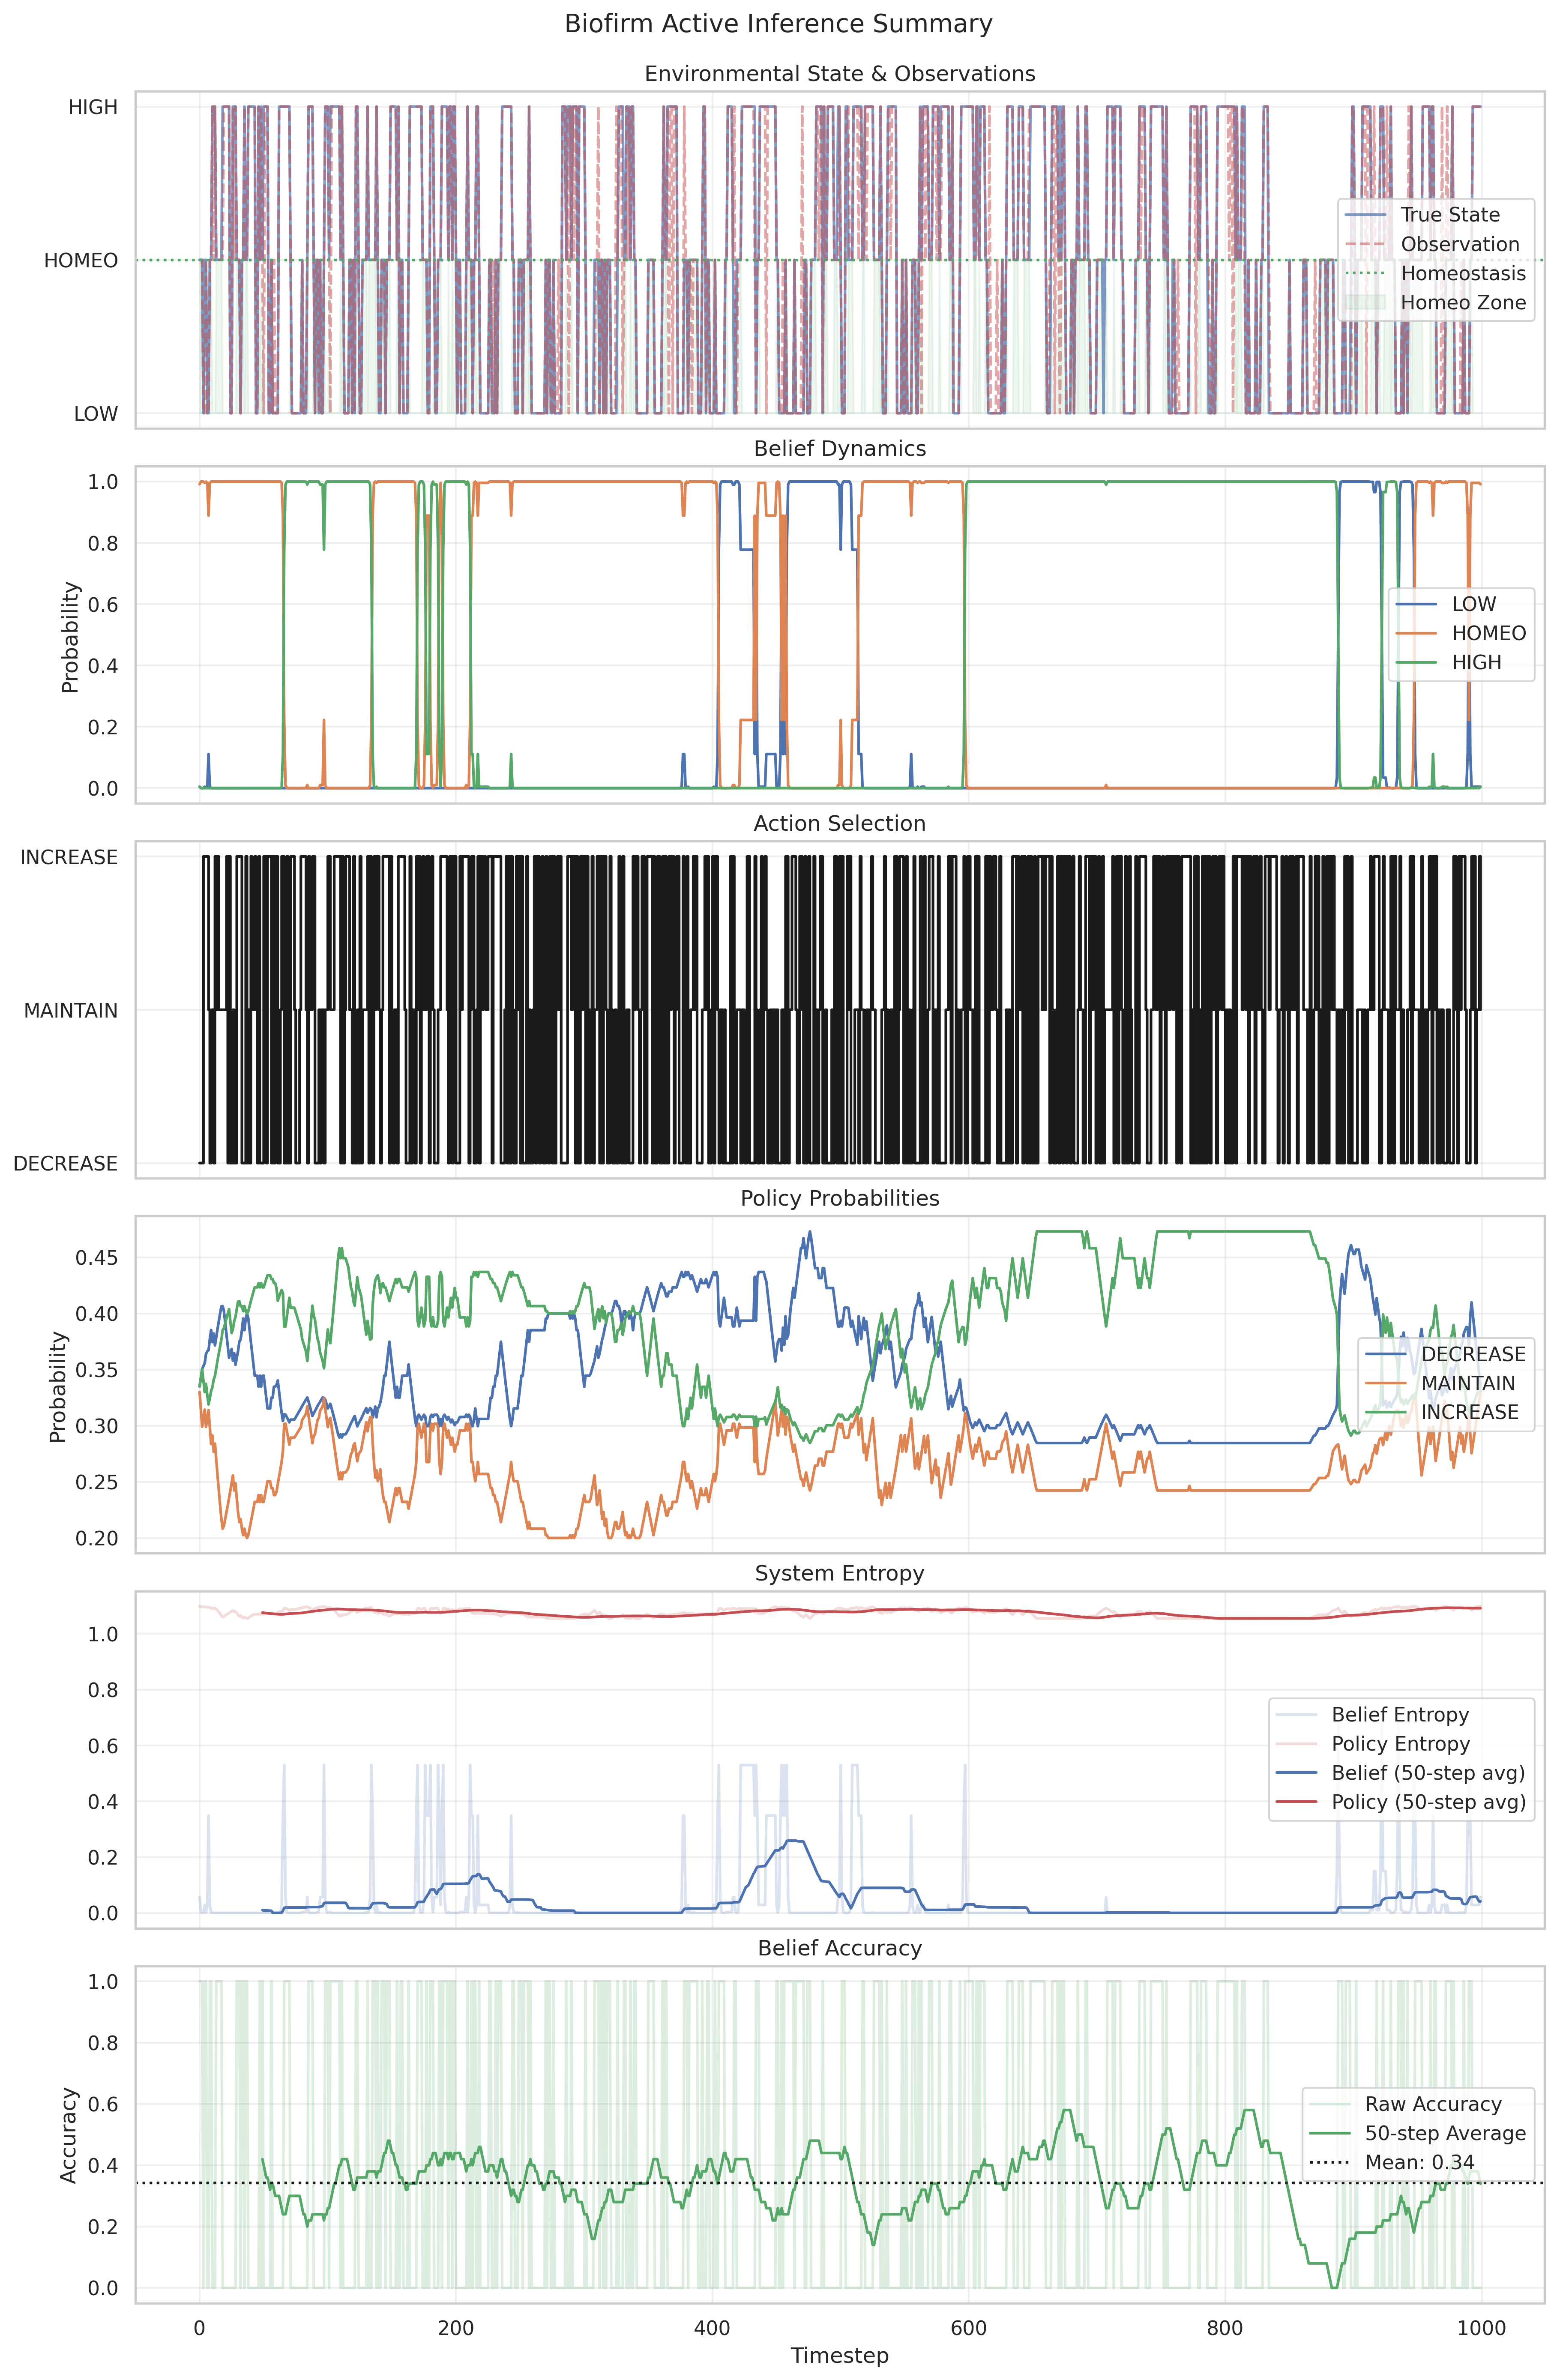 Biofirm Active Inference Summary
Environmental State & Observations
HIGH
HOMEO
LOW
True State
Observation
Homeostasis
Homeo Zone
Belief Dynamics
Probability
1.0
0.8
0.6
0.4
0.2
0.0
LOW
HOMEO
HIGH
Action Selection
INCREASE
MAINTAIN
DECREASE
Policy Probabilities
Probability
0.45
0.40
0.35
0.30
0.25
0.20
DECREASE
MAINTAIN
INCREASE
System Entropy
1.0
0.8
0.6
0.4
0.2
0.0
Belief Entropy
Policy Entropy
Belief (50-step avg)
Policy (50-step avg)
Belief Accuracy
Accuracy
1.0
0.8
0.6
0.4
0.2
0.0
Raw Accuracy
50-step Average
Mean: 0.34
0 200 400 600 800 1000
Timestep